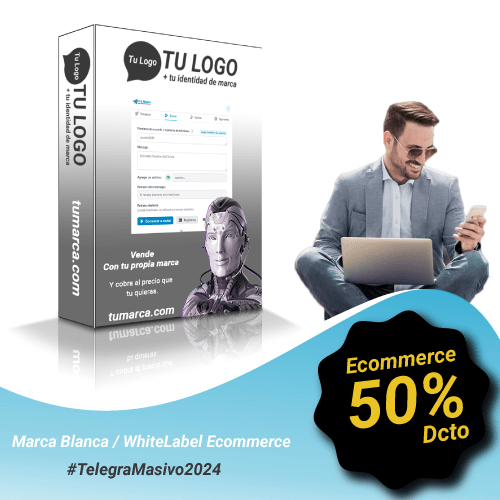 Tu Logo
TU LOGO
+ tu identidad de marca
tumarca.com
Tu Logo
TU LOGO
+ tu identidad de marca
Mensaje
Vende
Con tu propia marca
Y cobra al precio que
tu quieras.
tumarca.com
Ecommerce
50%
Dcto
Marca Blanca / WhiteLabel Ecommerce
#TelegraMasivo2024